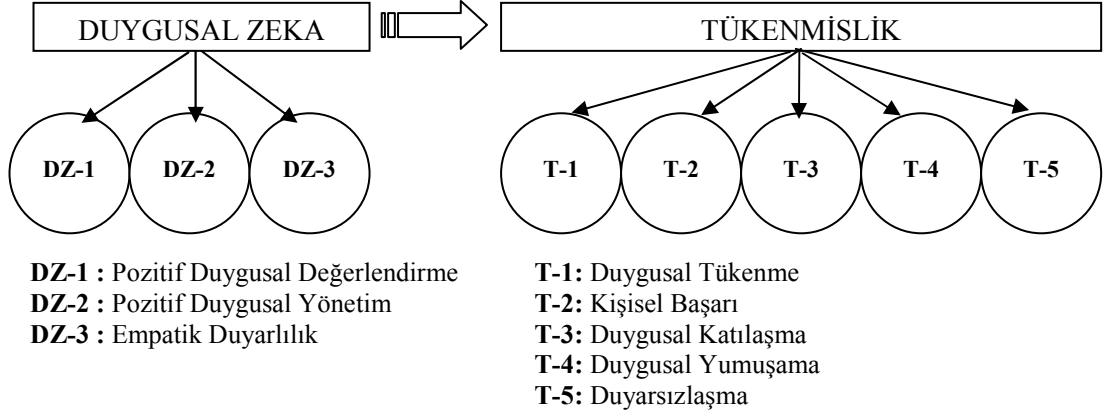 DUYGUSAL ZEKA
TÜKENMİSLİK
DZ-1
DZ-2
DZ-3
T-1
T-2
T-3
T-4
T-5
DZ-1 : Pozitif Duygusal Değerlendirme
DZ-2 : Pozitif Duygusal Yönetim
DZ-3 : Empatik Duyarlılık
T-1: Duygusal Tükenme
T-2: Kişisel Başarı
T-3: Duygusal Katılaşma
T-4: Duygusal Yumuşama
T-5: Duyarsızlaşma